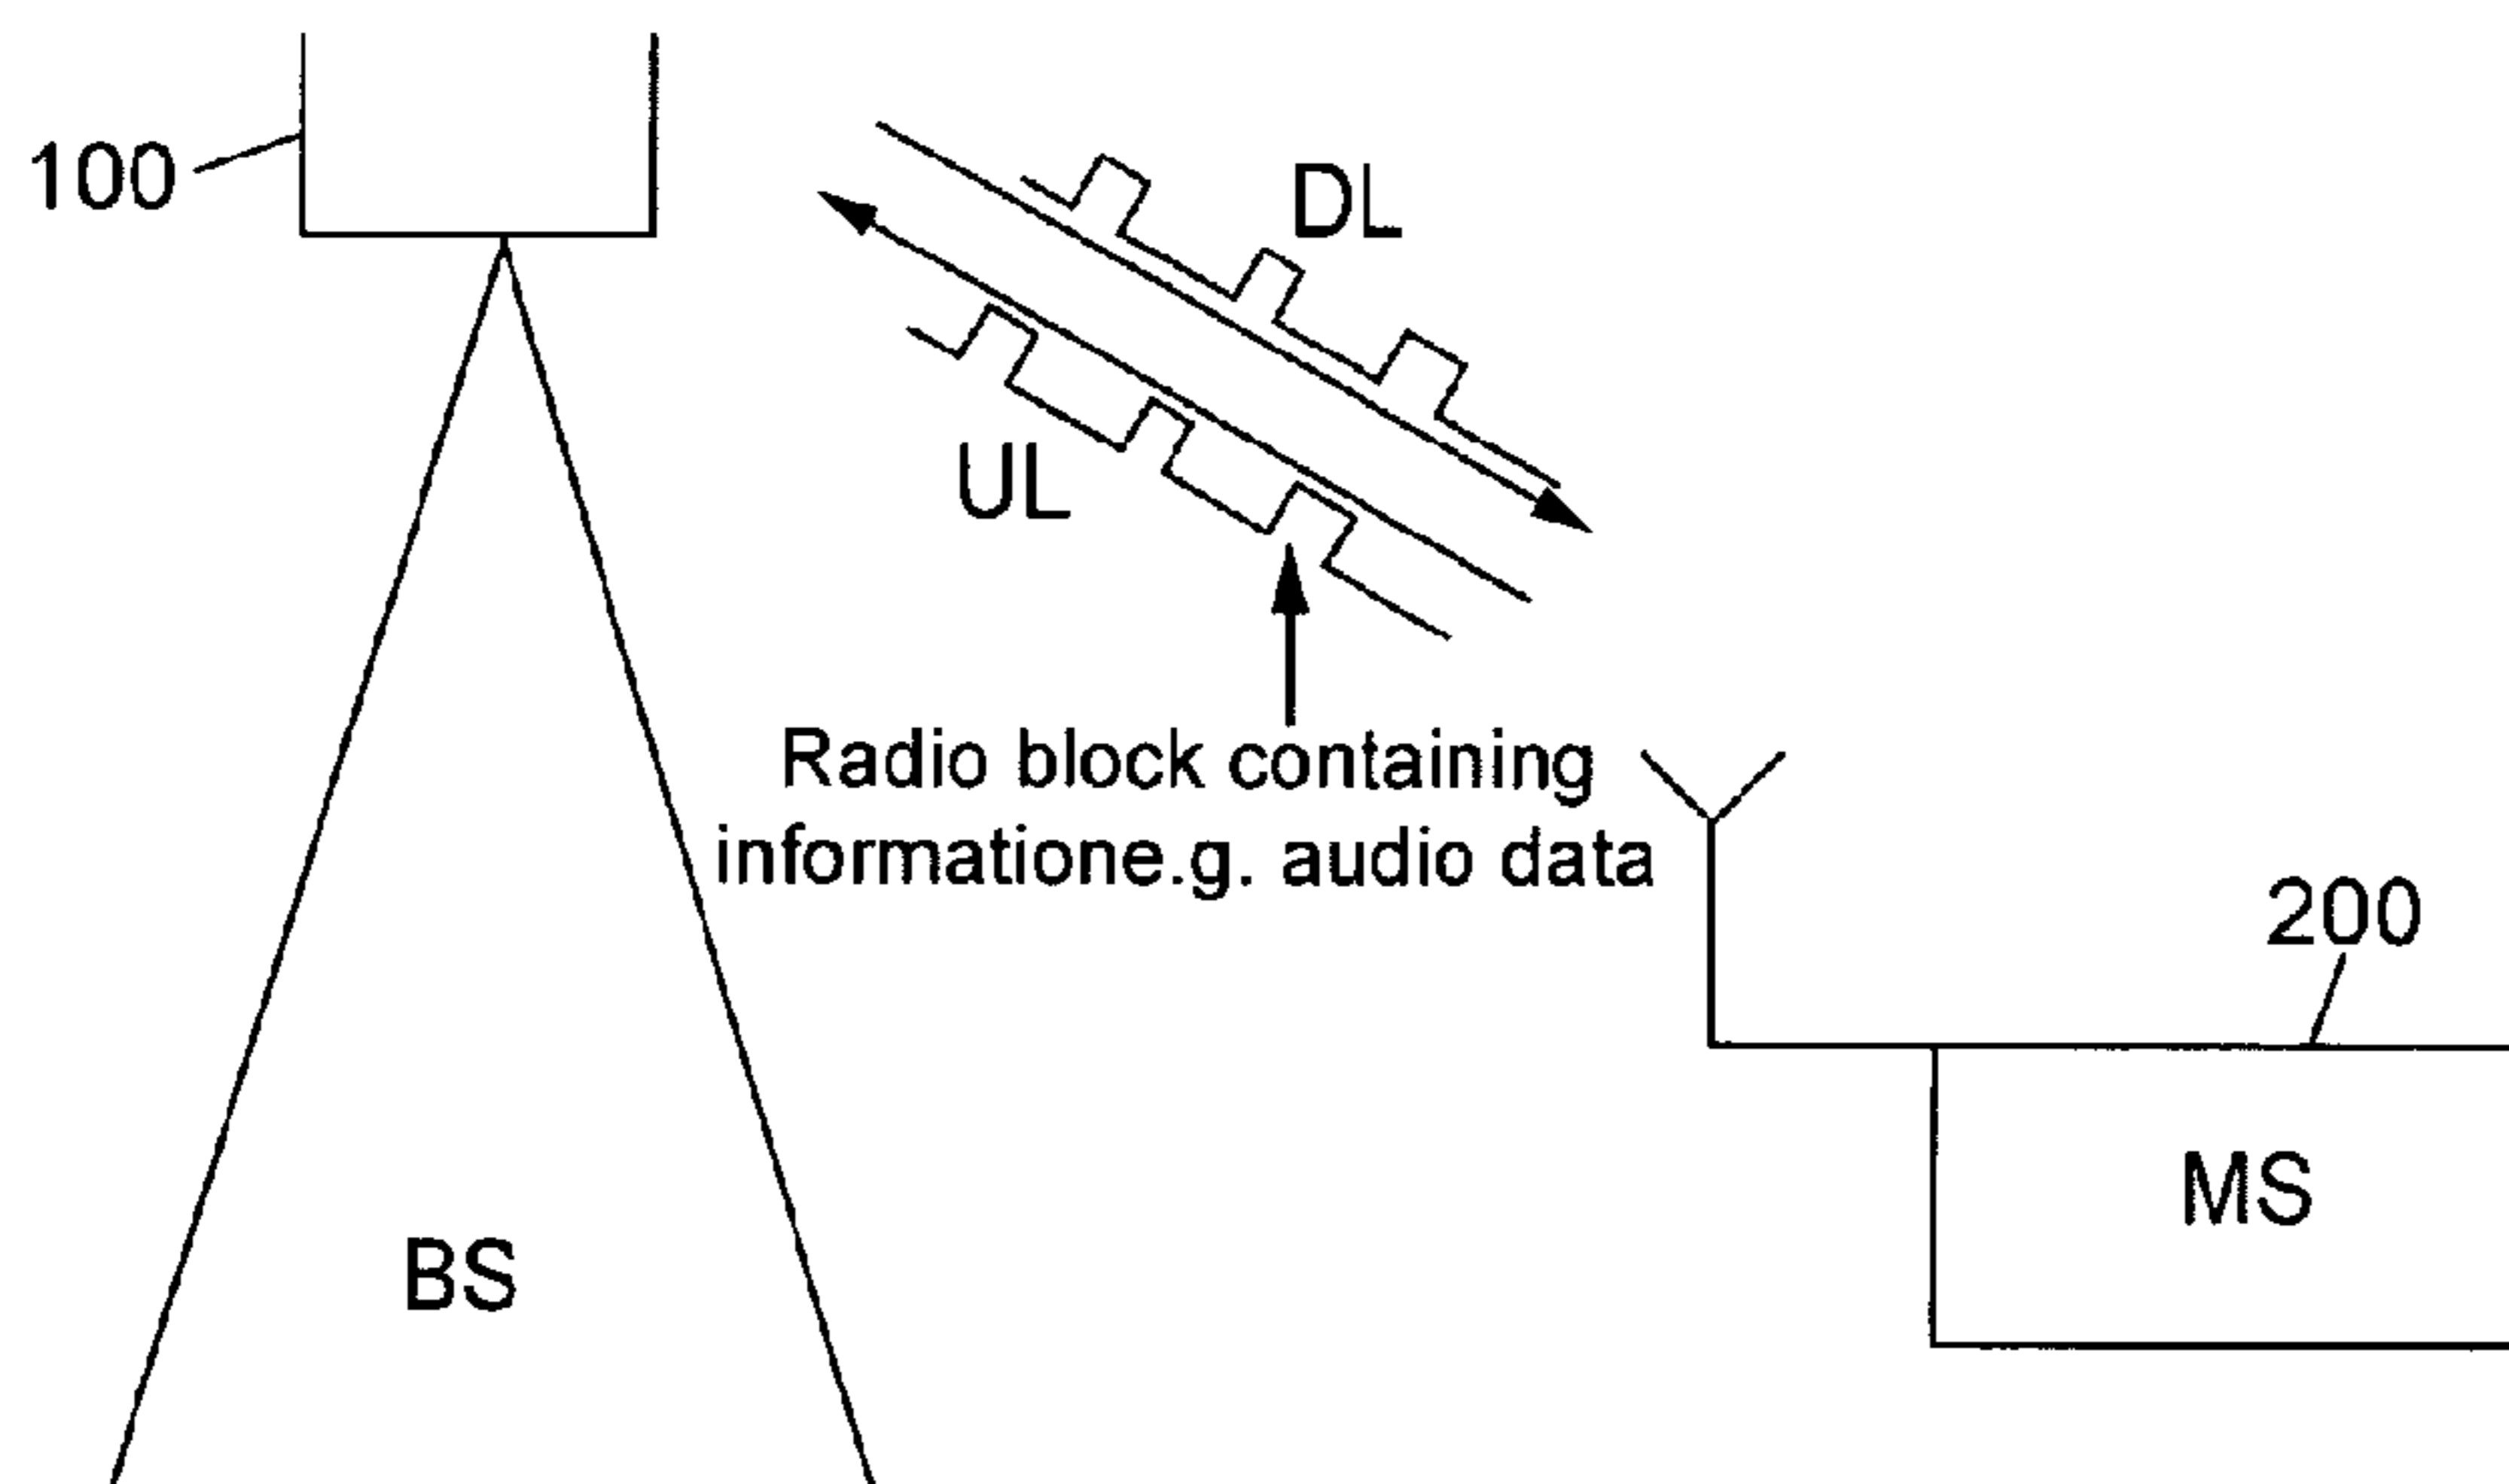 100
DL
UL
Radio block containing
informatione.g. audio data
200
MS
BS